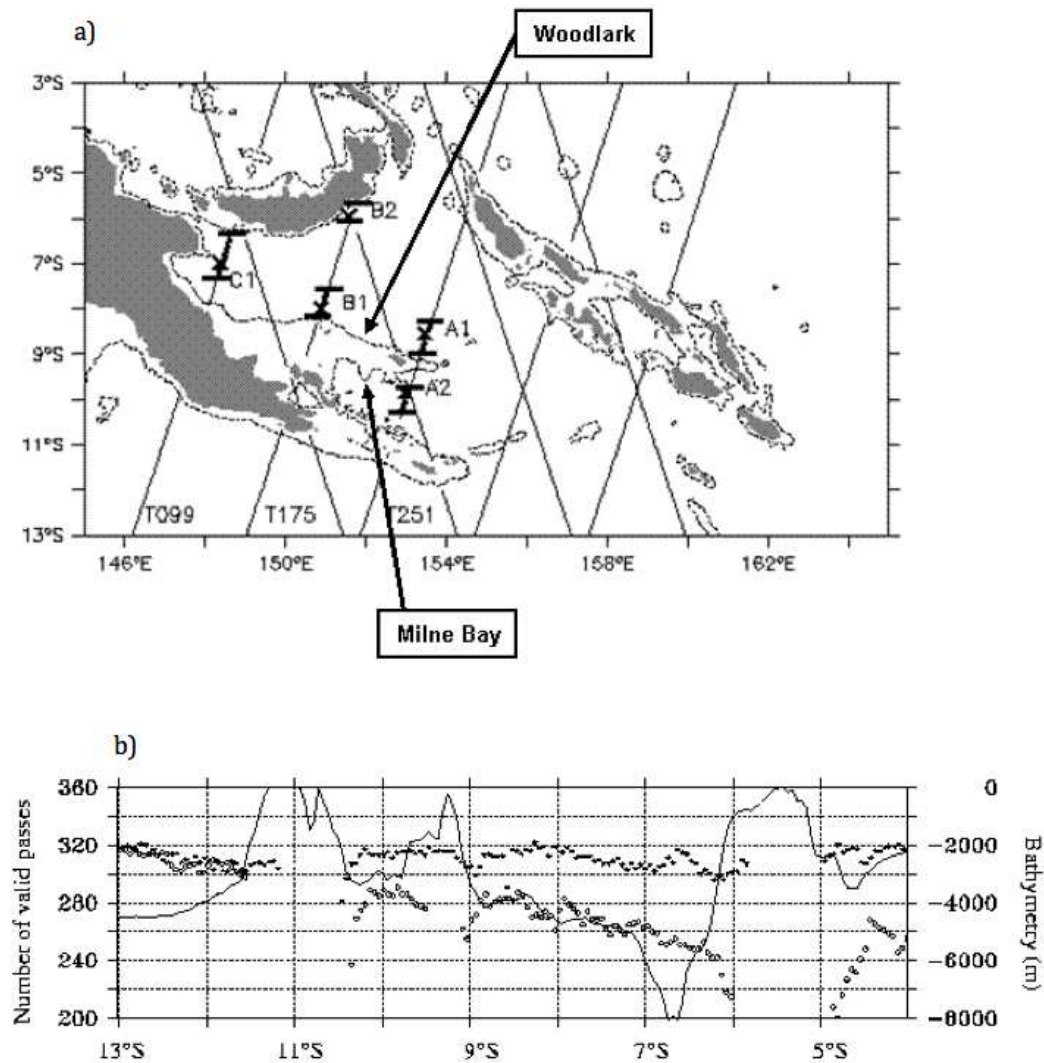 a)
Woodlark
3°S
5°S
7°S
9°S
11°S
13°S
B2
C1
B1
A1
A2
T099
T175
T251
146°E
150°E
154°E
158°E
162°E
Milne Bay
b)
Number of valid passes
360
320
280
240
200
0
−2000
−4000
−6000
−8000
Bathymetry (m)
13°S
11°S
9°S
7°S
5°S